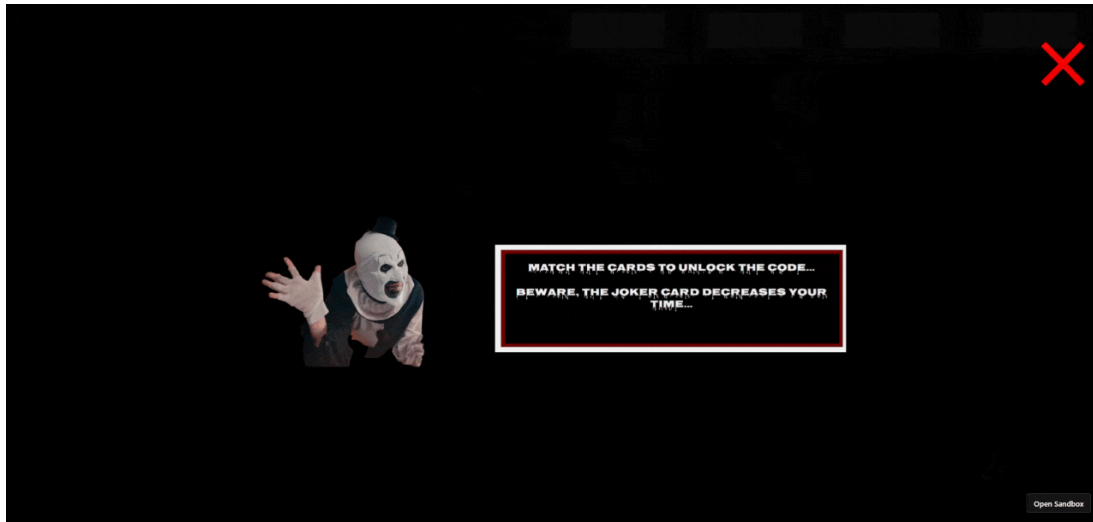 MATCH THE CARDS TO UNLOCK THE CODE...
BEWARE, THE JOKER CARD DECREASES YOUR
TIME...
Open Sandbox